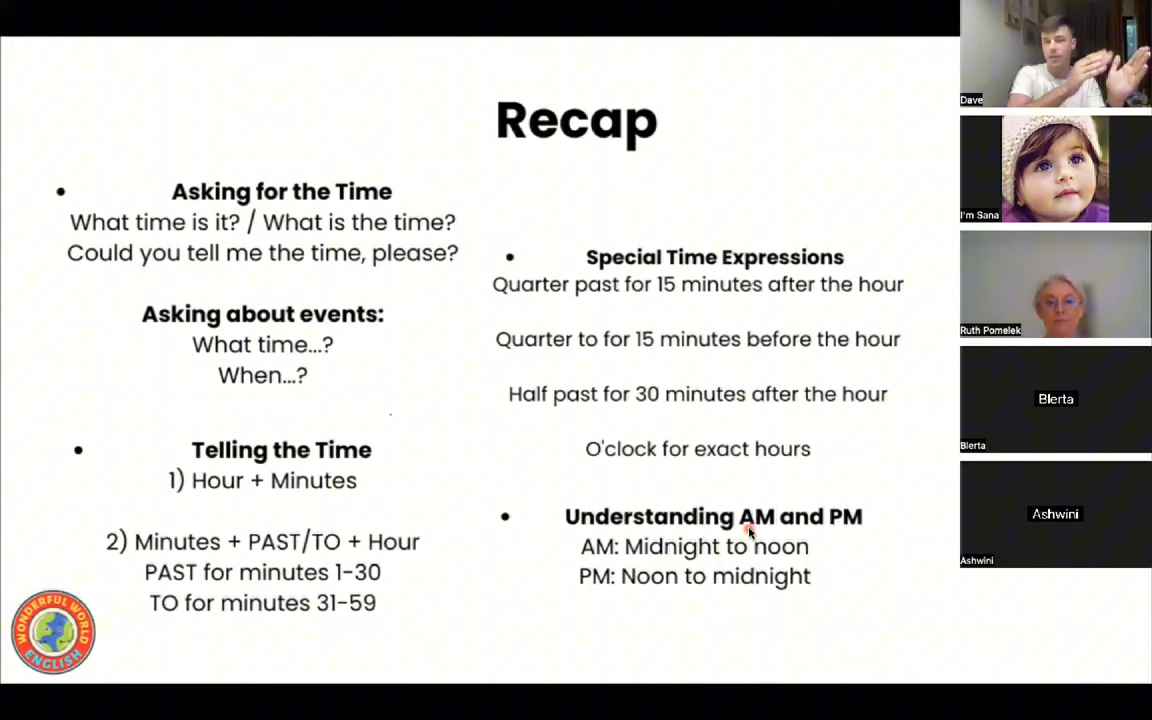 Recap
Asking for the Time
What time is it? / What is the time?
Could you tell me the time, please?
Asking about events:
What time...?
When...?
Telling the Time
1) Hour + Minutes
2) Minutes + PAST/TO + Hour
PAST for minutes 1-30
TO for minutes 31-59
Special Time Expressions
Quarter past for 15 minutes after the hour
Quarter to for 15 minutes before the hour
Half past for 30 minutes after the hour
O'clock for exact hours
Understanding AM and PM
AM: Midnight to noon
PM: Noon to midnight
WONDERFUL WORLD
ENGLISH
Dave
I'm Sana
Ruth Pomelek
Blerta
Blerta
Ashwini
Ashwini